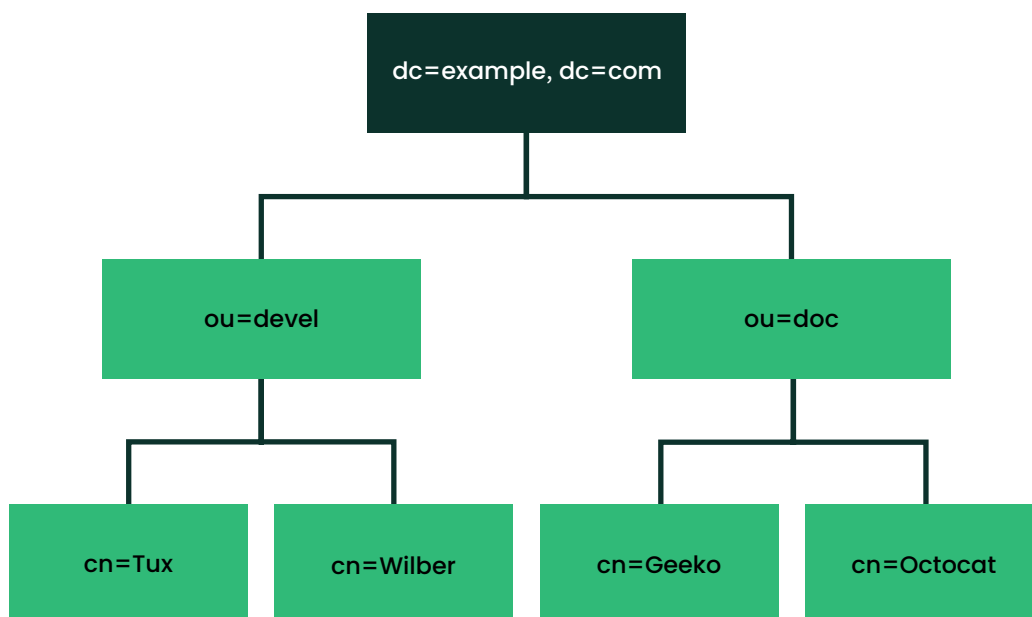 dc=example, dc=com
ou=devel
ou=doc
cn=Tux
cn=Wilber
cn=Geeko
cn=Octocat